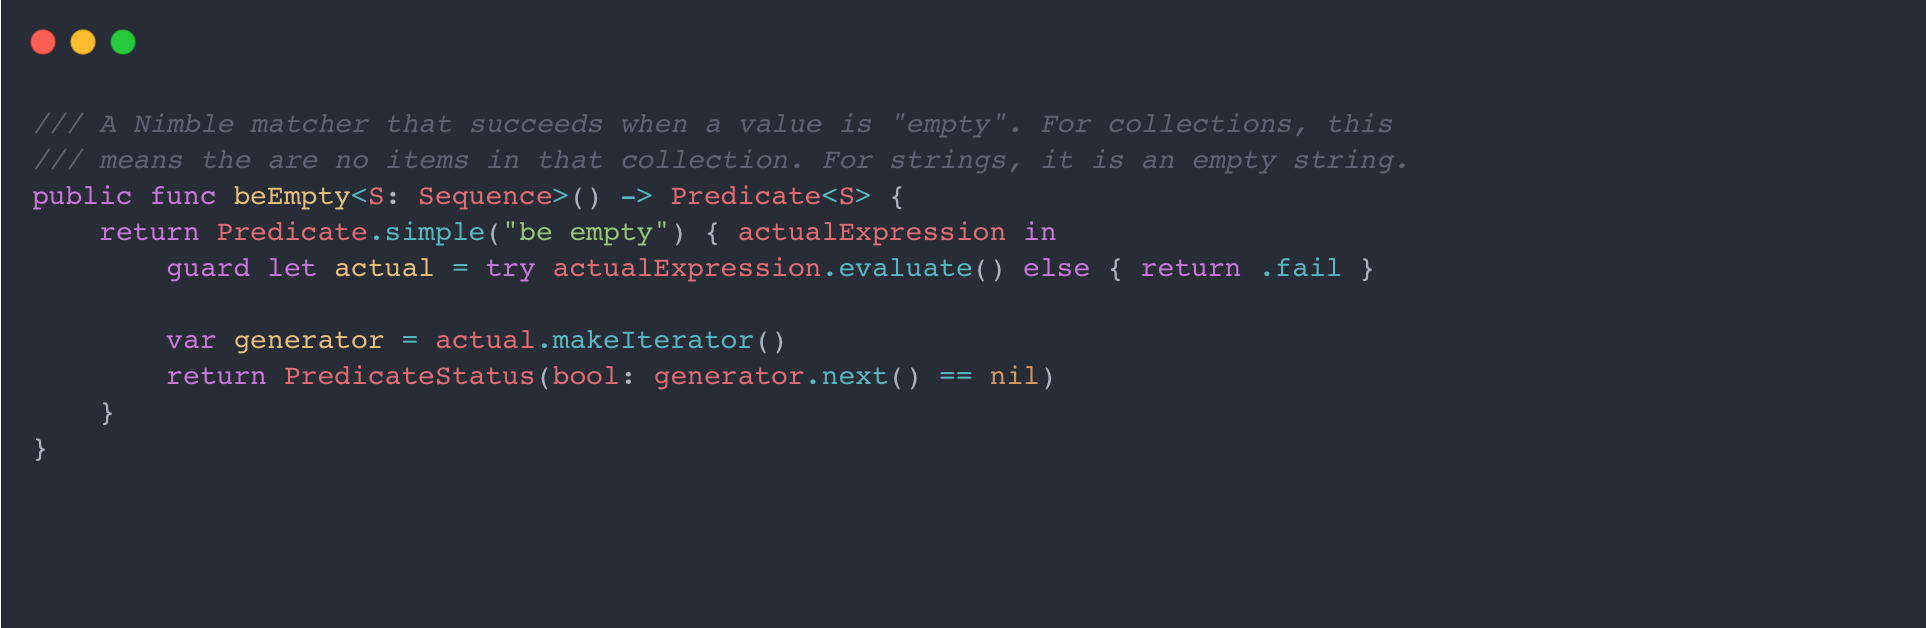 /// A Nimble matcher that succeeds when a value is "empty". For collections, this
/// means the are no items in that collection. For strings, it is an empty string.
public func beEmpty<S: Sequence>() -> Predicate<S> {
    return Predicate.simple("be empty") { actualExpression in
        guard let actual = try actualExpression.evaluate() else { return .fail }

        var generator = actual.makeIterator()
        return PredicateStatus(bool: generator.next() == nil)
    }
}